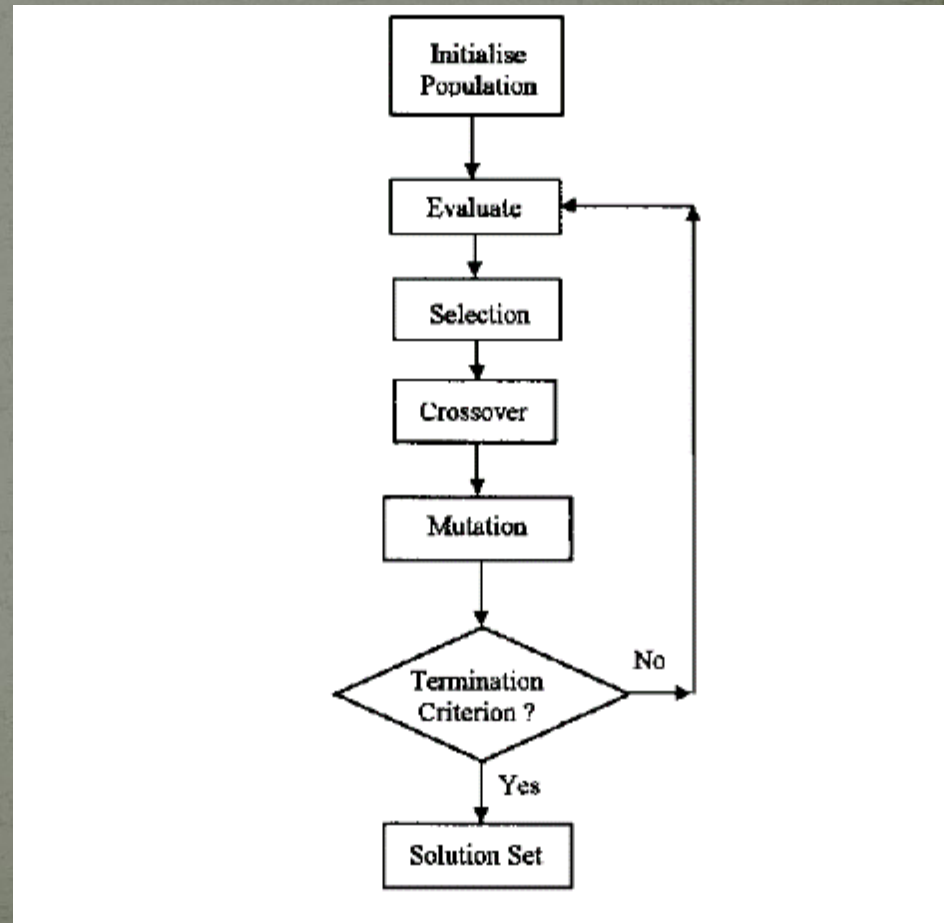 Initialise
Population
Evaluate
Selection
Crossover
Mutation
Termination
Criterion ?
No
Yes
Solution Set